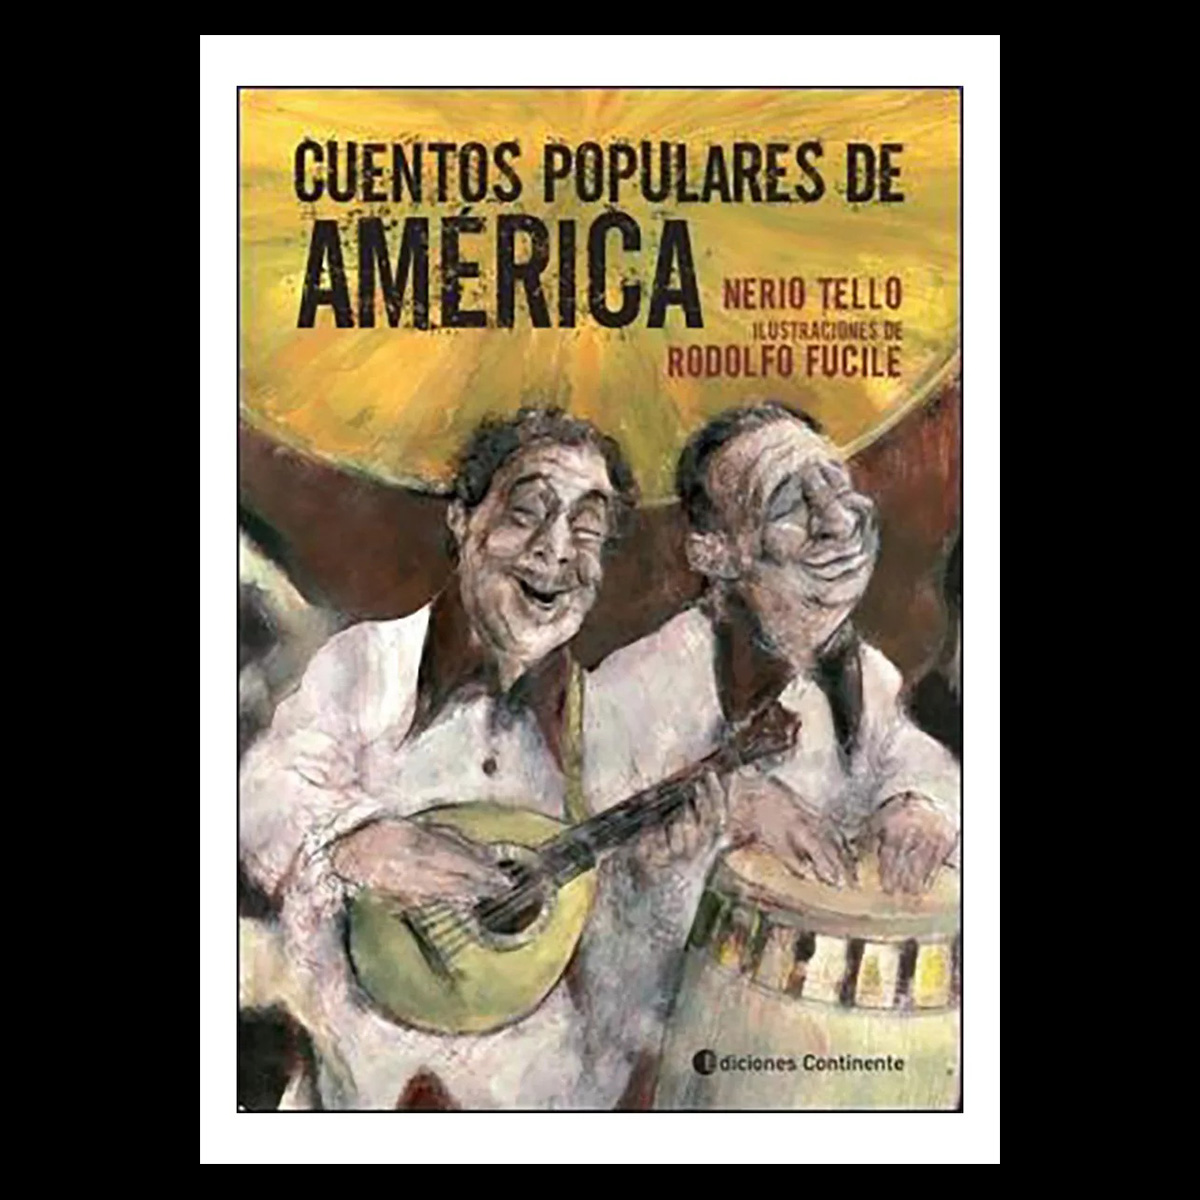 CUENTOS POPULARES DE
AMÉRICA
NERIO TELLO
ILUSTRACIONES DE
RODOLFO FUCILE
Ediciones Continente